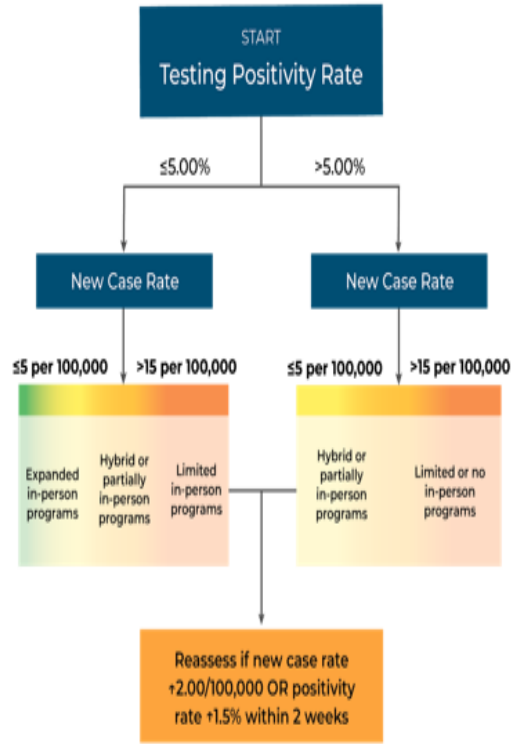 START
Testing Positivity Rate
≤5.00%
>5.00%
New Case Rate
New Case Rate
≤5 per 100,000
>15 per 100,000
≤5 per 100,000
>15 per 100,000
Expanded
in-person
programs
Hybrid or
partially
in-person
programs
Limited
in-person
programs
Hybrid or
partially
in-person
programs
Limited or no
in-person
programs
Reassess if new case rate
↑2.00/100,000 OR positivity
rate ↑1.5% within 2 weeks